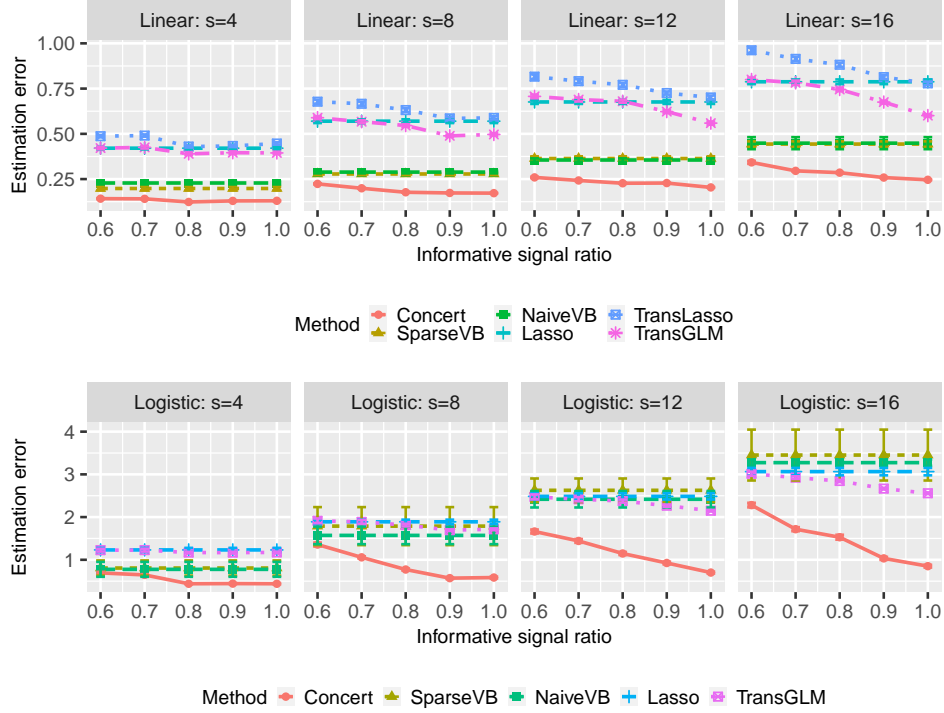 Linear: s=4 Linear: s=8 Linear: s=12 Linear: s=16
1.00
0.75
0.50
0.25
Estimation error
0.6 0.7 0.8 0.9 1.0 0.6 0.7 0.8 0.9 1.0 0.6 0.7 0.8 0.9 1.0 0.6 0.7 0.8 0.9 1.0
Informative signal ratio
Method Concert NaiveVB TransLasso
SparseVB Lasso TransGLM
Logistic: s=4 Logistic: s=8 Logistic: s=12 Logistic: s=16
4
3
2
1
Estimation error
0.6 0.7 0.8 0.9 1.0 0.6 0.7 0.8 0.9 1.0 0.6 0.7 0.8 0.9 1.0 0.6 0.7 0.8 0.9 1.0
Informative signal ratio
Method Concert SparseVB NaiveVB Lasso TransGLM